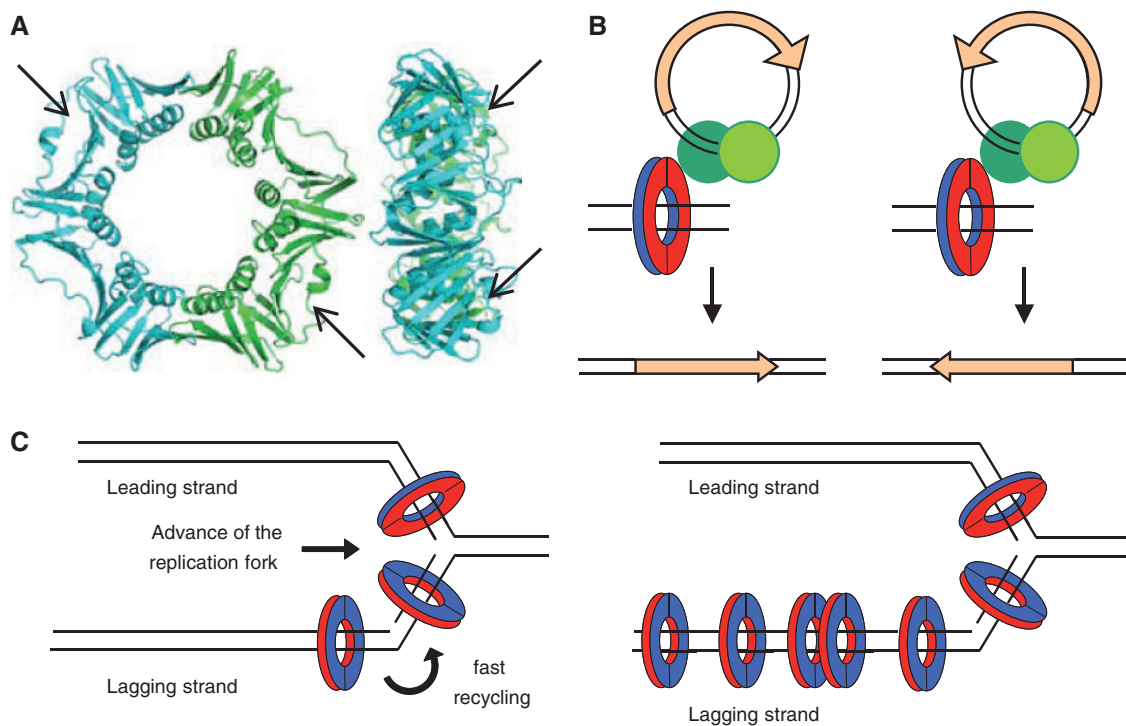 A
B
C
Leading strand
Advance of the
replication fork
Lagging strand
fast
recycling
Leading strand
Lagging strand